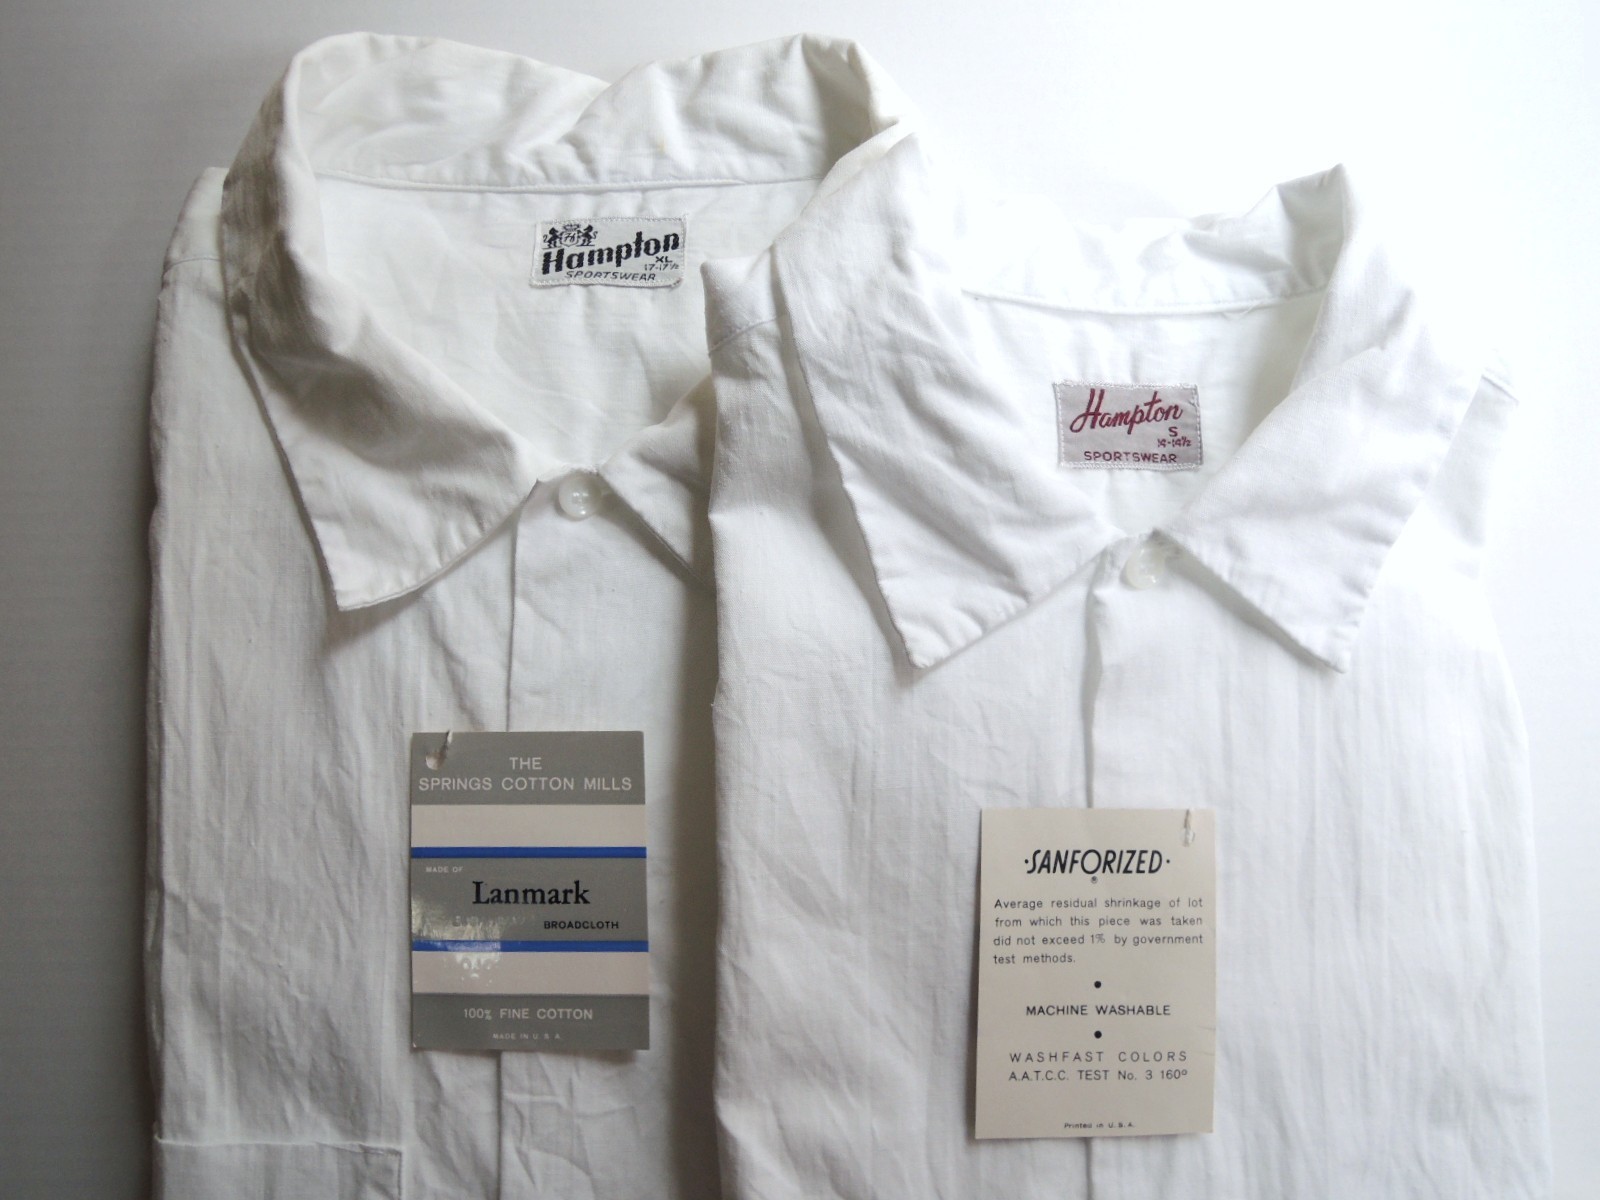 Hampton
XL
17-17½
SPORTSWEAR
Hampton
S
14-14½
SPORTSWEAR
THE
SPRINGS COTTON MILLS
MADE OF
Lanmark
BROADCLOTH
100% FINE COTTON
MADE IN U.S.A.
·SANFORIZED·
Average residual shrinkage of lot
from which this piece was taken
did not exceed 1% by government
test methods.
MACHINE WASHABLE
WASHFAST COLORS
A.A.T.C.C. TEST No. 3 160º
Printed in U.S.A.